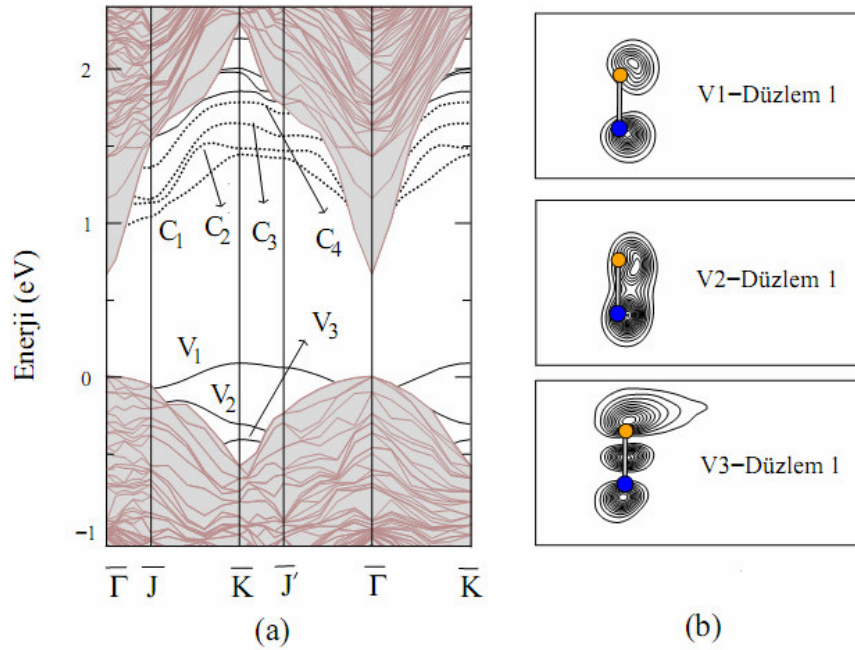 Enerji (eV)
2
1
0
−1
C₁
C₂
C₃
C₄
V₁
V₂
V₃
Γ̅
J̅
K̅
J̅′
Γ̅
K̅
(a)
V1−Düzlem 1
V2−Düzlem 1
V3−Düzlem 1
(b)